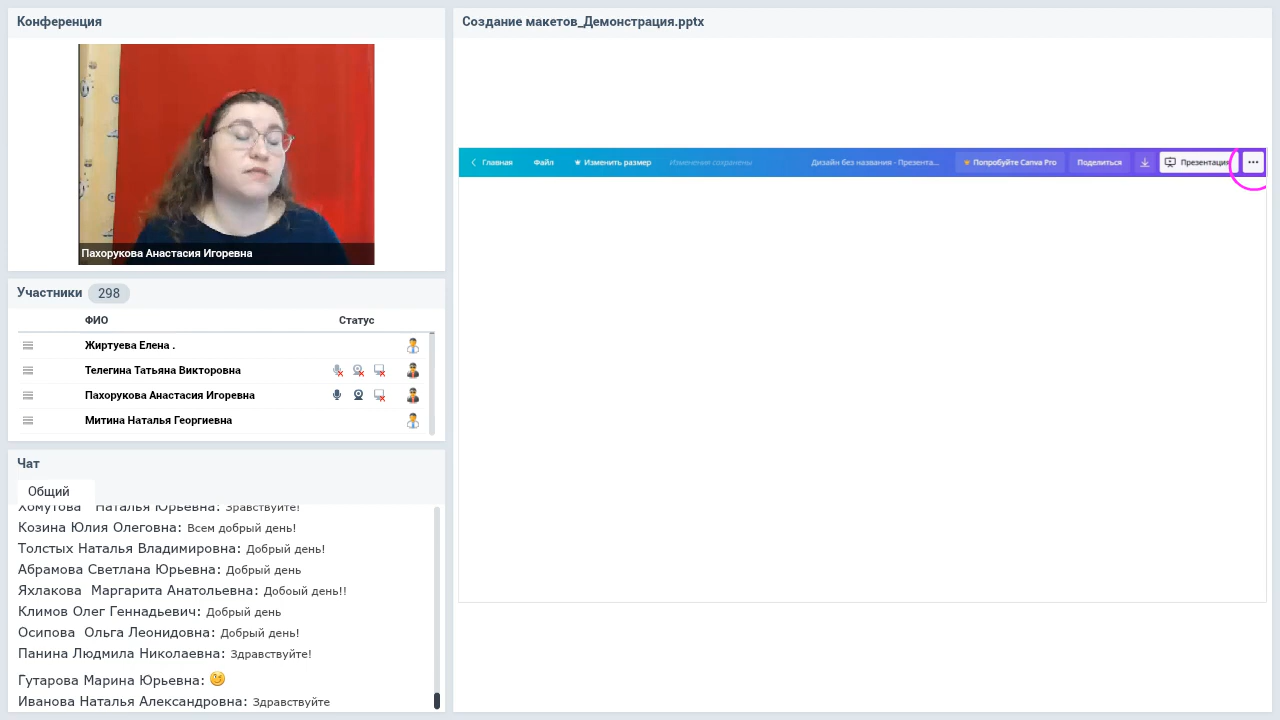 Конференция
Пахорукова Анастасия Игоревна
Участники 298
ФИО Статус
Жиртуева Елена .
Телегина Татьяна Викторовна
Пахорукова Анастасия Игоревна
Митина Наталья Георгиевна
Чат
Общий
Хомутова Наталья Юрьевна: Зравствуйте!
Козина Юлия Олеговна: Всем добрый день!
Толстых Наталья Владимировна: Добрый день!
Абрамова Светлана Юрьевна: Добрый день
Яхлакова Маргарита Анатольевна: Добоый день!!
Климов Олег Геннадьевич: Добрый день
Осипова Ольга Леонидовна: Добрый день!
Панина Людмила Николаевна: Здравствуйте!
Гутарова Марина Юрьевна:
Иванова Наталья Александровна: Здравствуйте
Создание макетов_Демонстрация.pptx
Главная Файл Изменить размер Изменения сохранены Дизайн без названия - Презента... Попробуйте Canva Pro Поделиться Презентация ...